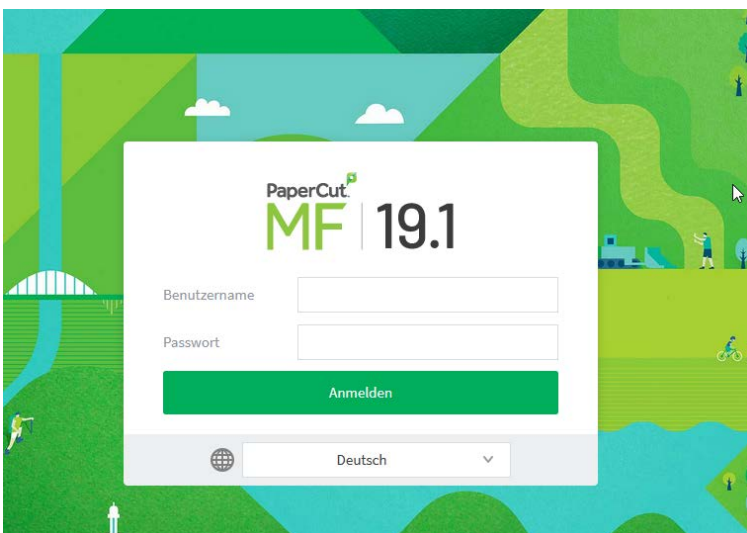 PaperCut
MF | 19.1
Benutzername
Passwort
Anmelden
Deutsch